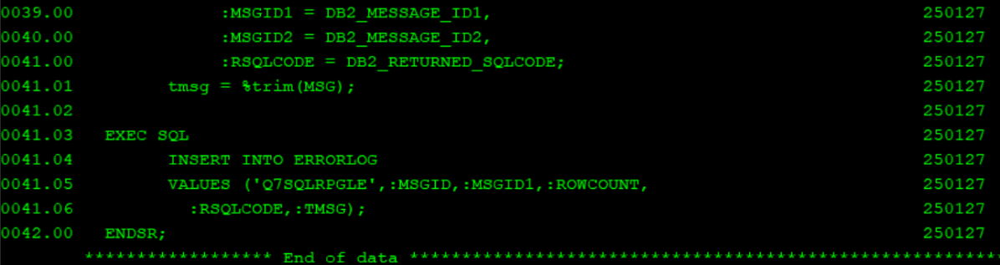 0039.00 :MSGID1 = DB2_MESSAGE_ID1, 250127
0040.00 :MSGID2 = DB2_MESSAGE_ID2, 250127
0041.00 :RSQLCODE = DB2_RETURNED_SQLCODE; 250127
0041.01 tmsg = %trim(MSG); 250127
0041.02 250127
0041.03 EXEC SQL 250127
0041.04 INSERT INTO ERRORLOG 250127
0041.05 VALUES ('Q7SQLRPGLE',:MSGID,:MSGID1,:ROWCOUNT, 250127
0041.06 :RSQLCODE,:TMSG); 250127
0042.00 ENDSR; 250127
****************** End of data ********************************************************